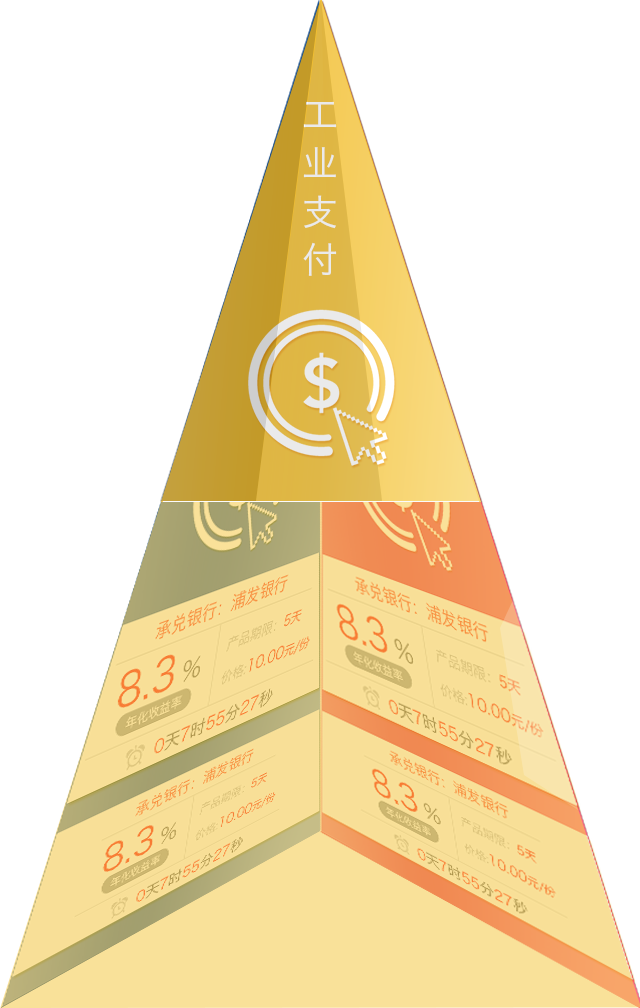 工业支付
$
承兑银行：浦发银行
8.3%
年化收益率
产品期限：5天
价格:10.00元/份
0天7时55分27秒
承兑银行：浦发银行
8.3%
年化收益率
产品期限：5天
价格:10.00元/份
0天7时55分27秒
承兑银行：浦发银行
8.3%
年化收益率
产品期限：5天
价格:10.00元/份
0天7时55分27秒
承兑银行：浦发银行
8.3%
年化收益率
产品期限：5天
价格:10.00元/份
0天7时55分27秒